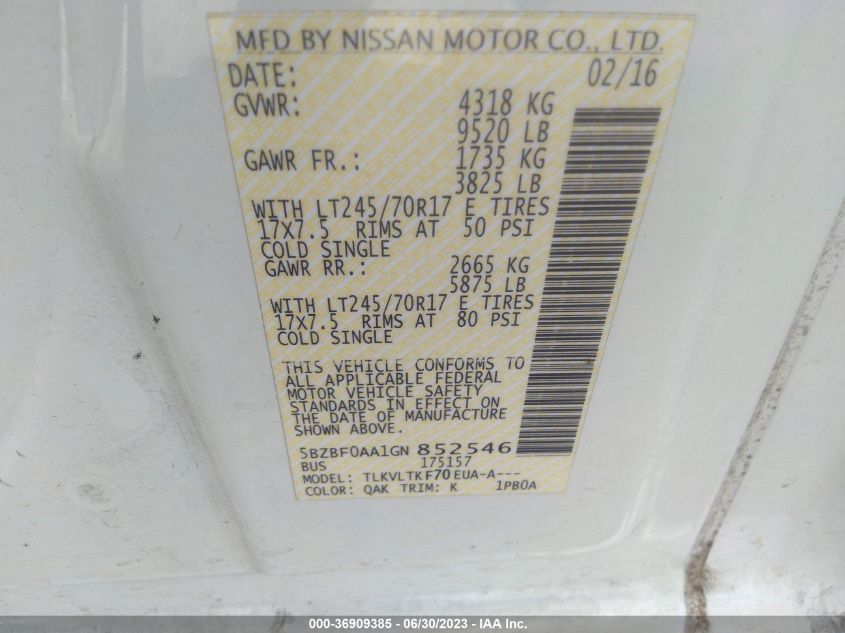 MFD BY NISSAN MOTOR CO., LTD.
DATE: 02/16
GVWR: 4318 KG
9520 LB
GAWR FR.: 1735 KG
3825 LB
WITH LT245/70R17 E TIRES
17X7.5 RIMS AT 50 PSI
COLD SINGLE
GAWR RR.: 2665 KG
5875 LB
WITH LT245/70R17 E TIRES
17X7.5 RIMS AT 80 PSI
COLD SINGLE
THIS VEHICLE CONFORMS TO
ALL APPLICABLE FEDERAL
MOTOR VEHICLE SAFETY
STANDARDS IN EFFECT ON
THE DATE OF MANUFACTURE
SHOWN ABOVE.
5BZBF0AA1GN 852546
BUS 175157
MODEL: TLKVLTK F70 EUA-A---
COLOR: QAK TRIM: K 1PB0A
000-36909385 - 06/30/2023 - IAA Inc.